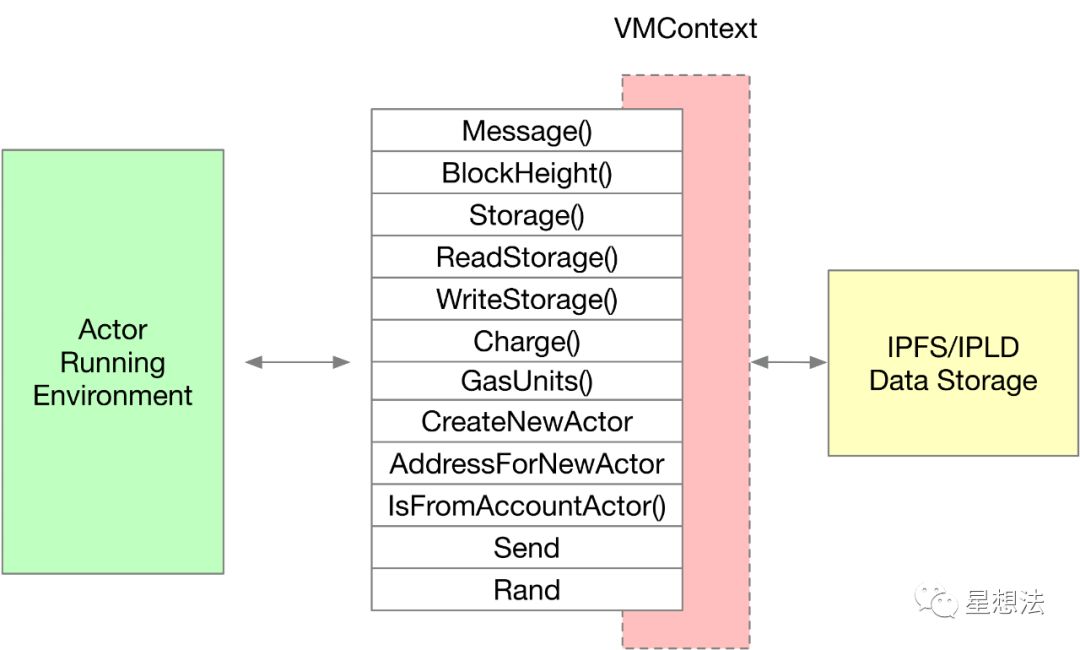 VMContext
Actor
Running
Environment
Message()
BlockHeight()
Storage()
ReadStorage()
WriteStorage()
Charge()
GasUnits()
CreateNewActor
AddressForNewActor
IsFromAccountActor()
Send
Rand
IPFS/IPLD
Data Storage
星想法